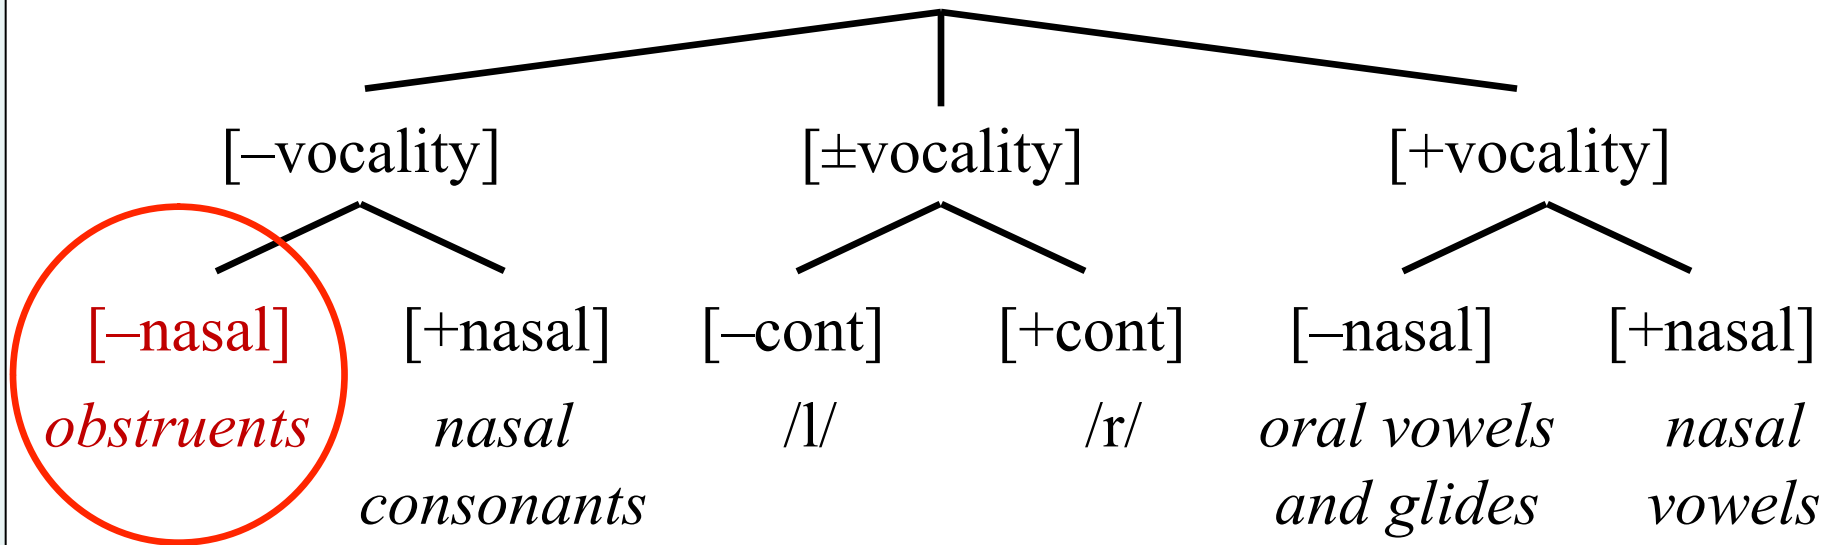 [–vocality] [±vocality] [+vocality]
[–nasal] [+nasal] [–cont] [+cont] [–nasal] [+nasal]
obstruents nasal /l/ /r/ oral vowels nasal
consonants and glides vowels